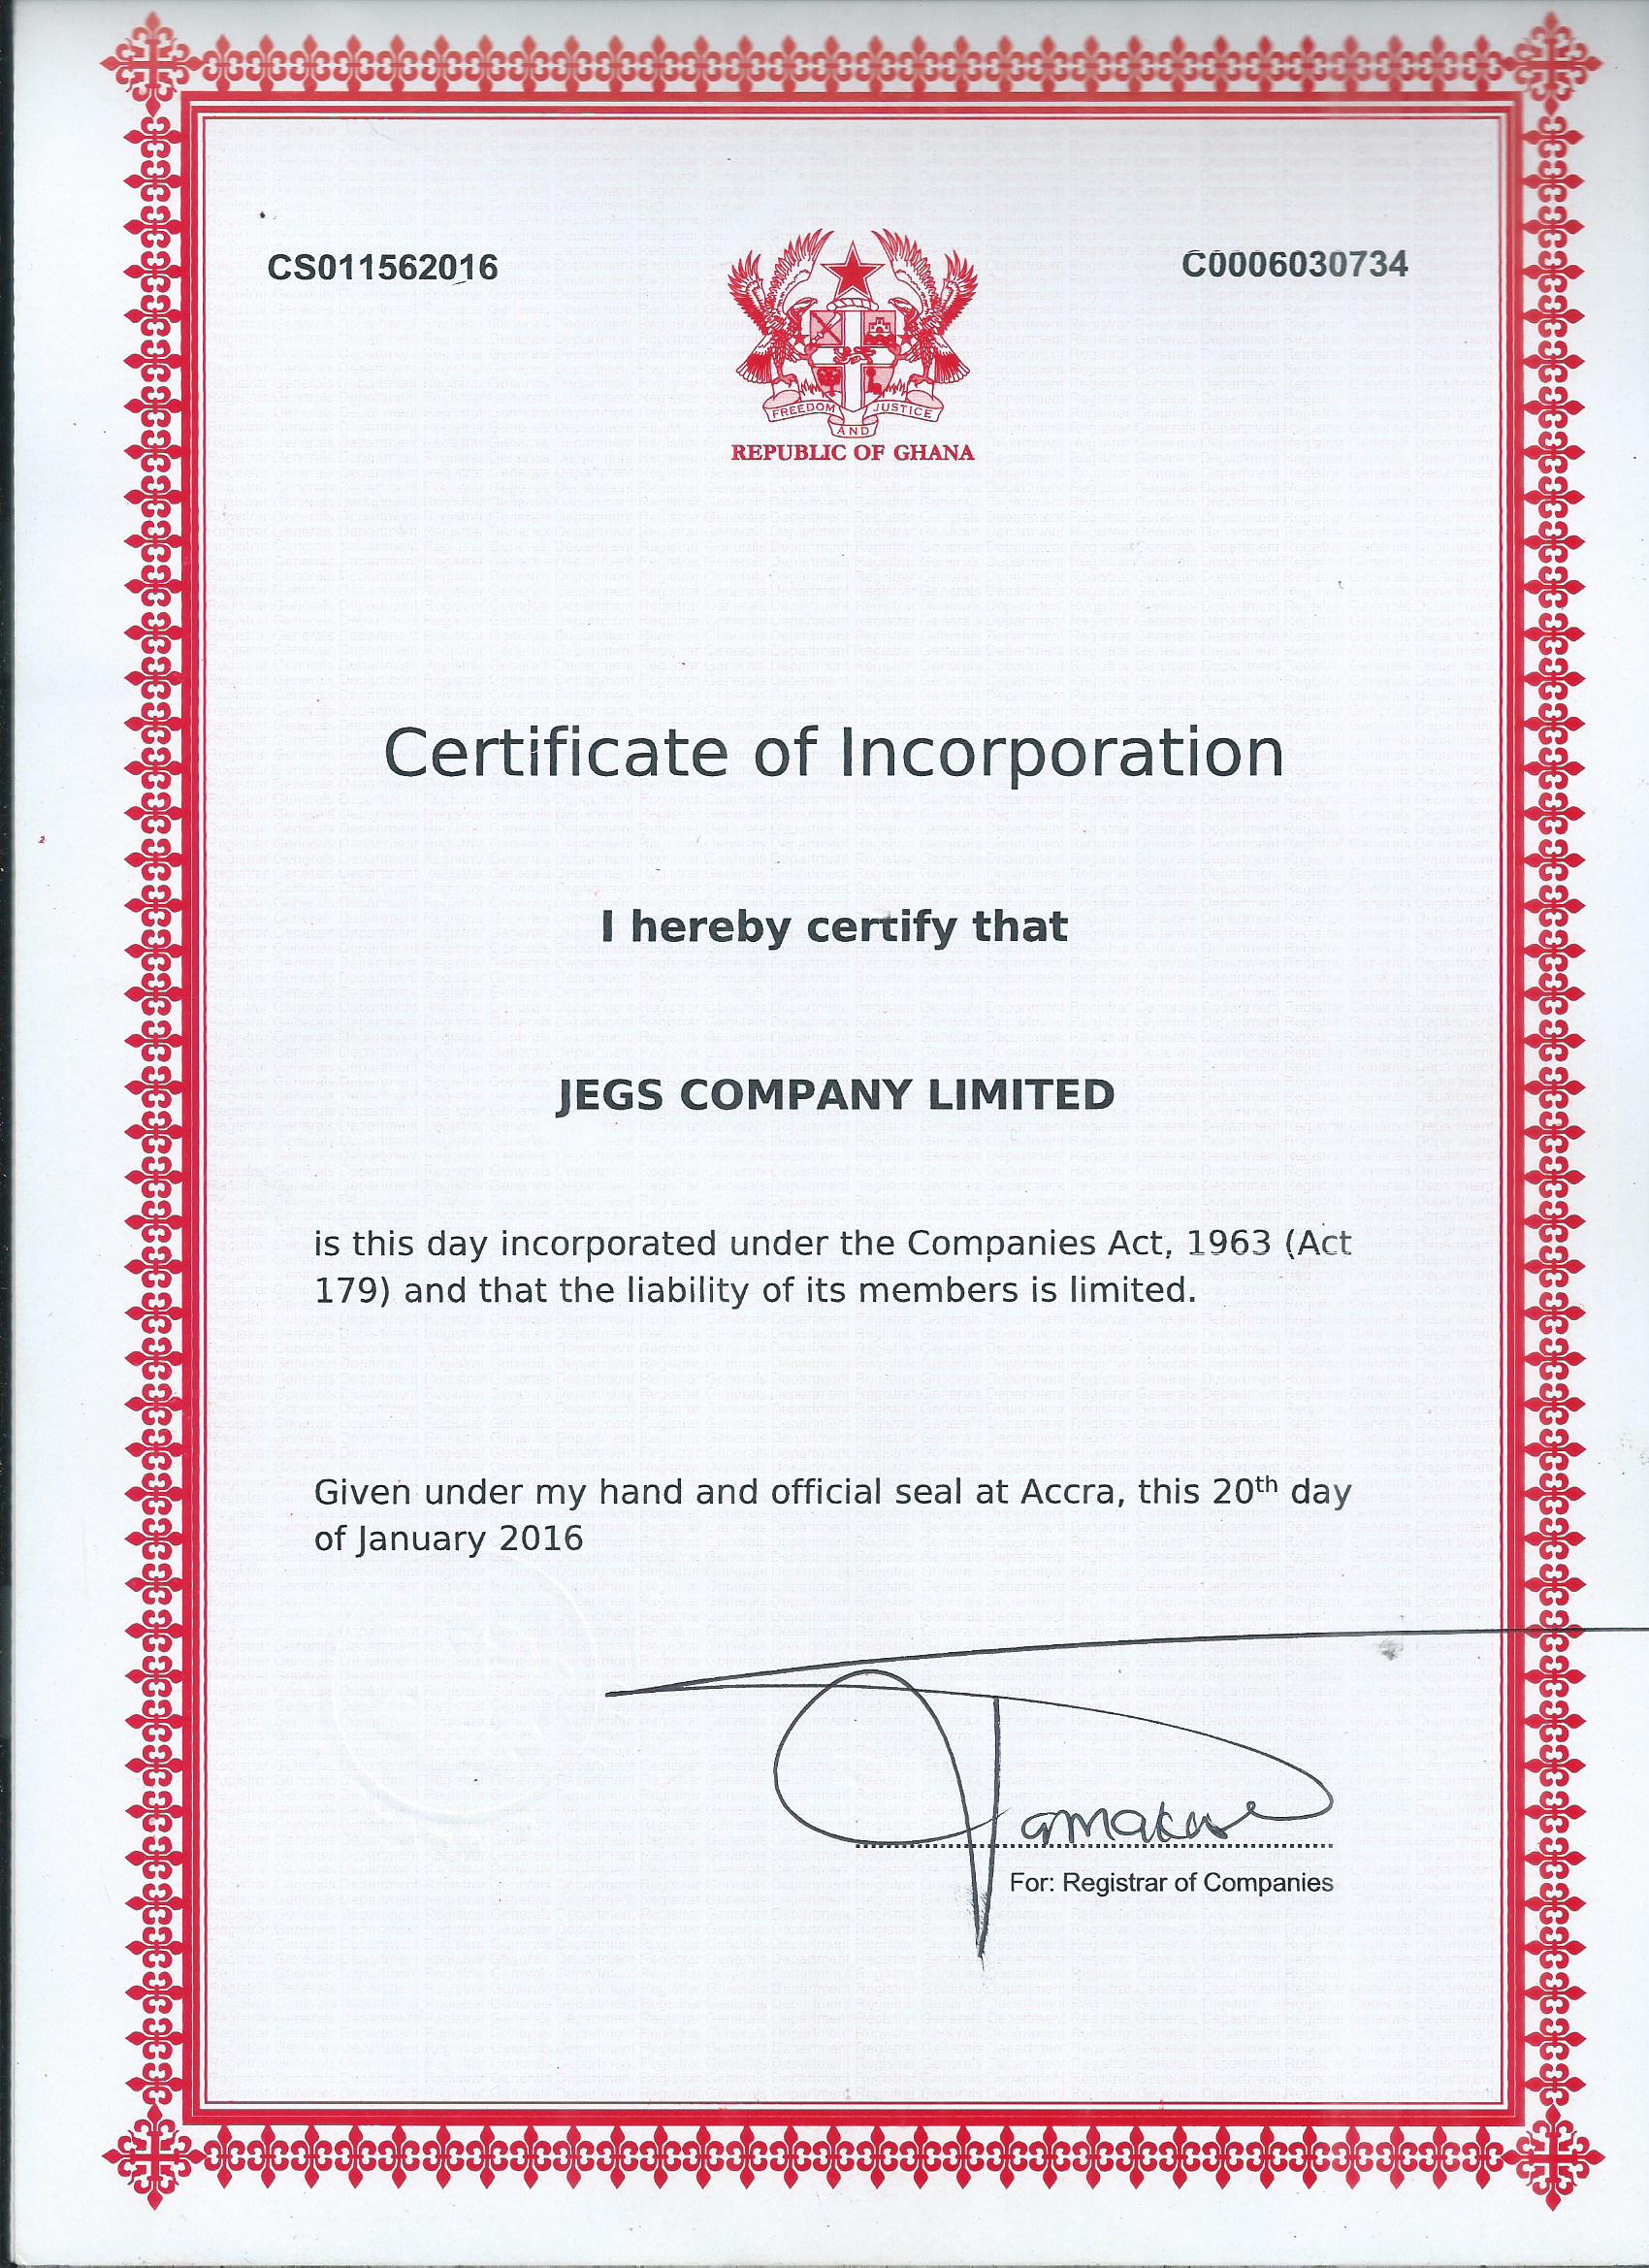 CS011562016
C0006030734
FREEDOM
JUSTICE
AND
REPUBLIC OF GHANA
Certificate of Incorporation
I hereby certify that
JEGS COMPANY LIMITED
is this day incorporated under the Companies Act, 1963 (Act
179) and that the liability of its members is limited.
Given under my hand and official seal at Accra, this 20th day
of January 2016
For: Registrar of Companies